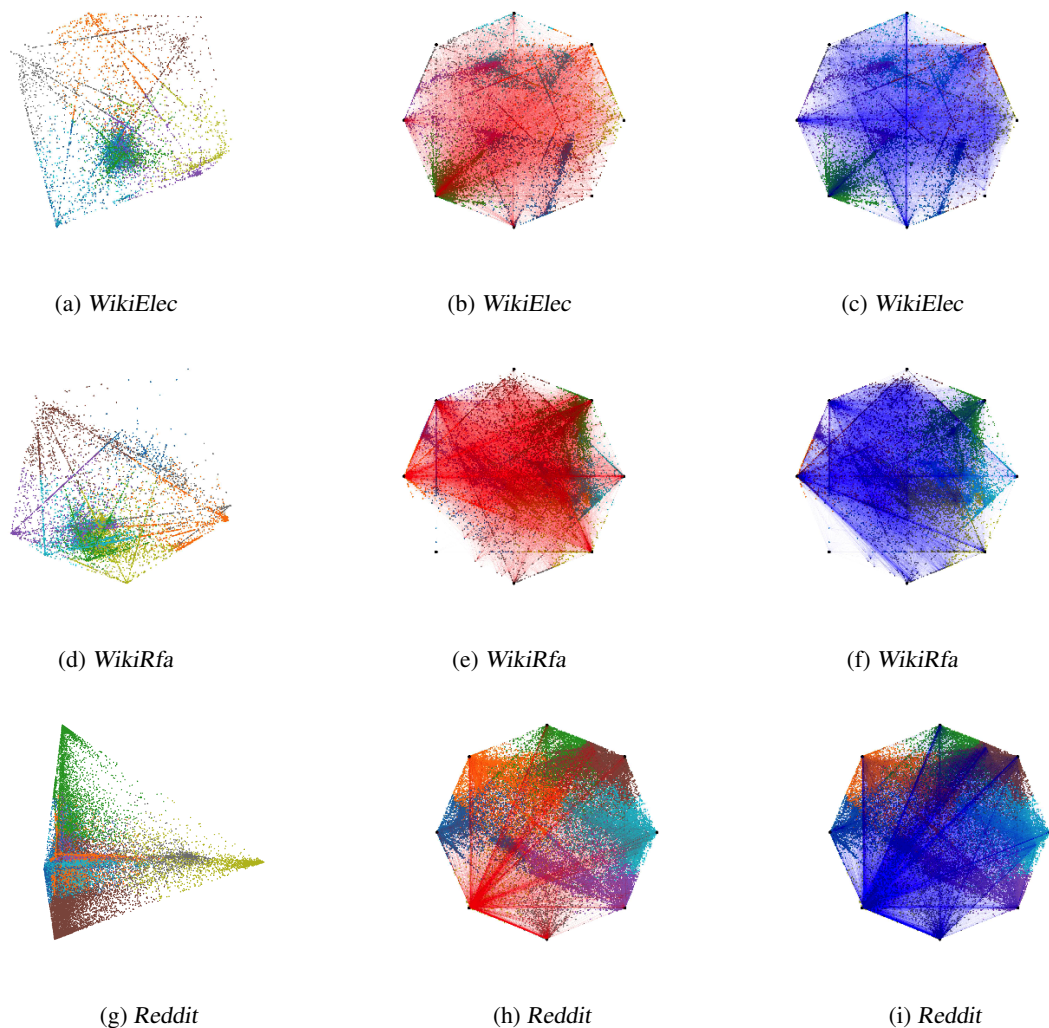 (a) WikiElec
(b) WikiElec
(c) WikiElec
(d) WikiRfa
(e) WikiRfa
(f) WikiRfa
(g) Reddit
(h) Reddit
(i) Reddit